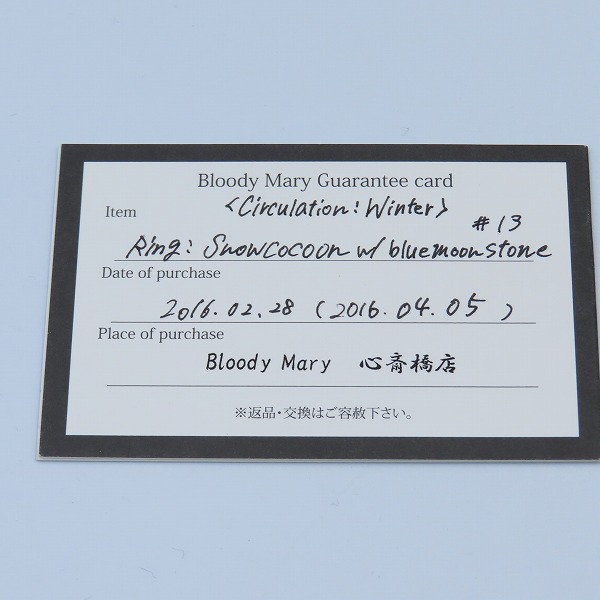 Bloody Mary Guarantee card
Item <Circulation: Winter>
#13
Ring: Snowcocoon w/ bluemoonstone
Date of purchase
2016.02.28 (2016.04.05)
Place of purchase
Bloody Mary 心斎橋店
※返品・交換はご容赦下さい。